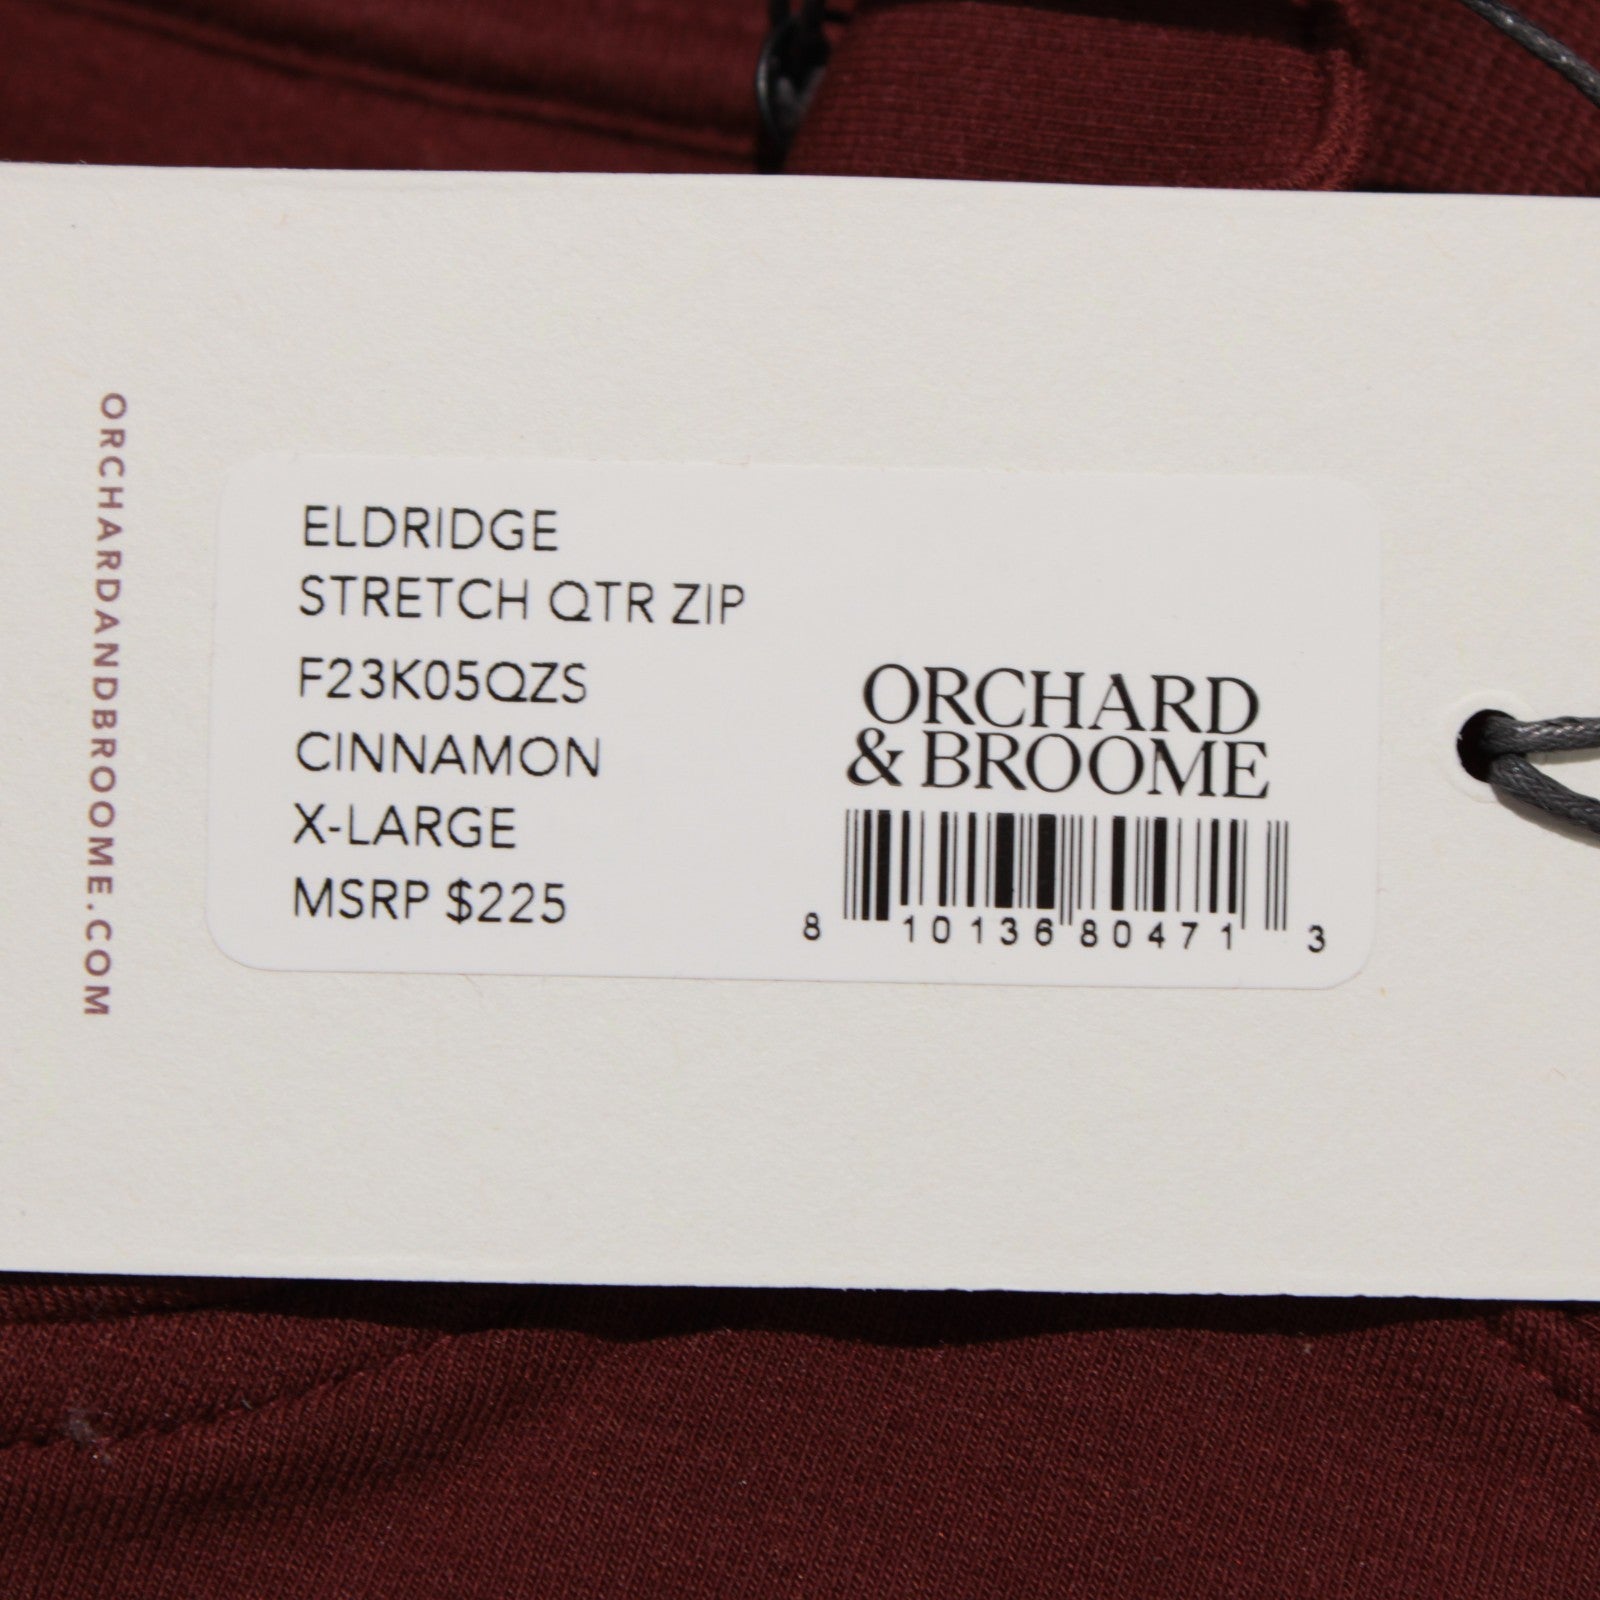 ORCHARDANDBROOME.COM
ELDRIDGE
STRETCH QTR ZIP
F23K05QZS
CINNAMON
X-LARGE
MSRP $225
ORCHARD
& BROOME
8 10136 80471 3